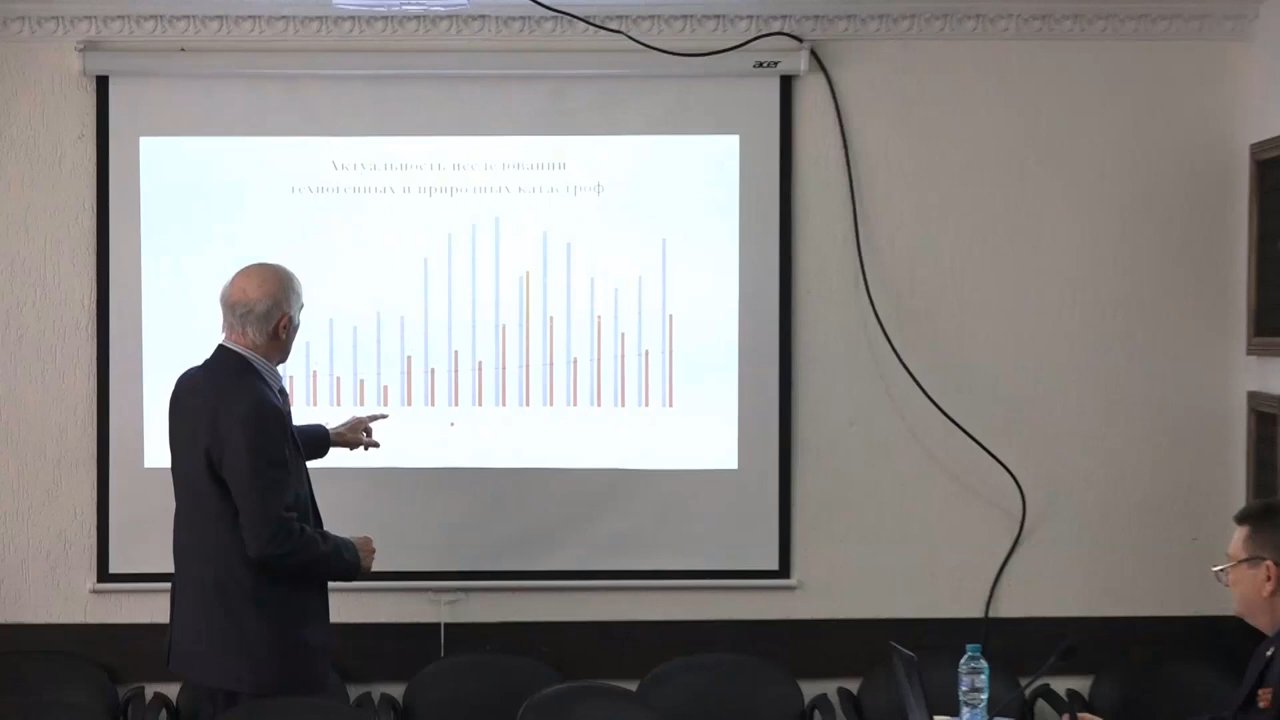 acer
Актуальность исследований
техногенных и природных катастроф